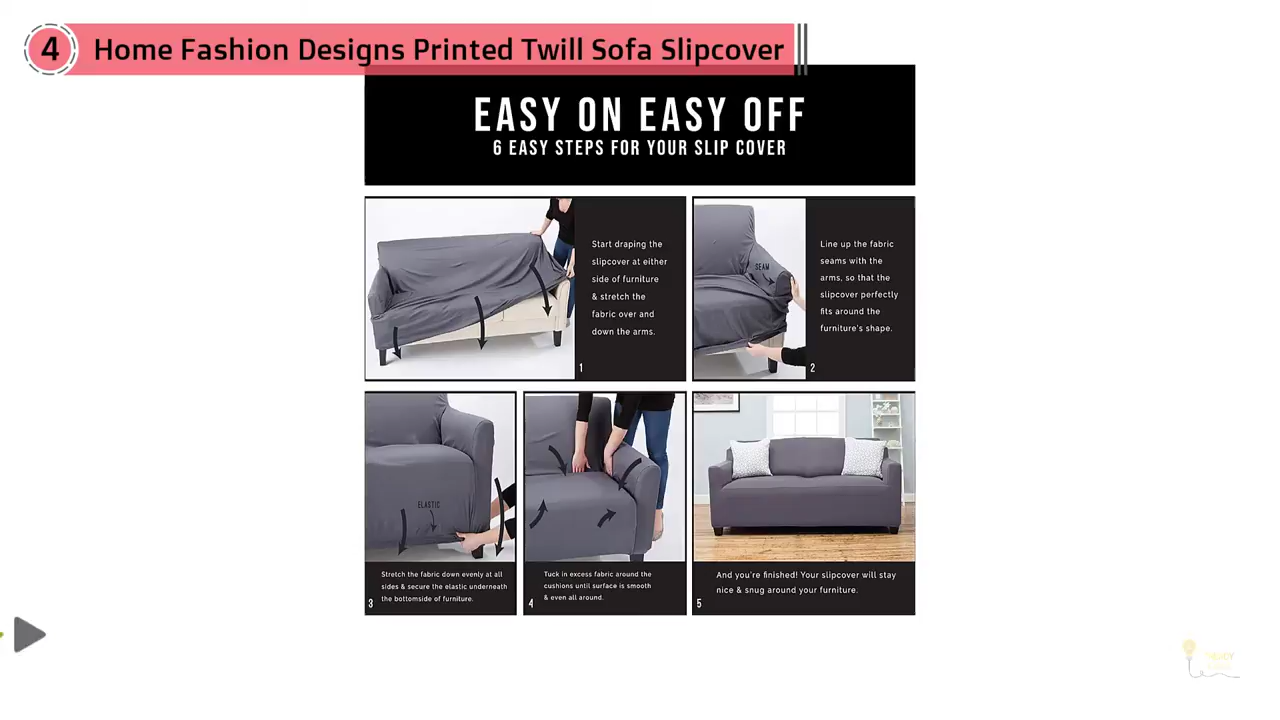 4 Home Fashion Designs Printed Twill Sofa Slipcover
EASY ON EASY OFF
6 EASY STEPS FOR YOUR SLIP COVER
Start draping the
slipcover at either
side of furniture
& stretch the
fabric over and
down the arms.
1
SEAM
Line up the fabric
seams with the
arms, so that the
slipcover perfectly
fits around the
furniture's shape.
2
ELASTIC
Stretch the fabric down evenly at all
sides & secure the elastic underneath
the bottomside of furniture.
3
Tuck in excess fabric around the
cushions until surface is smooth
& even all around.
4
And you're finished! Your slipcover will stay
nice & snug around your furniture.
5